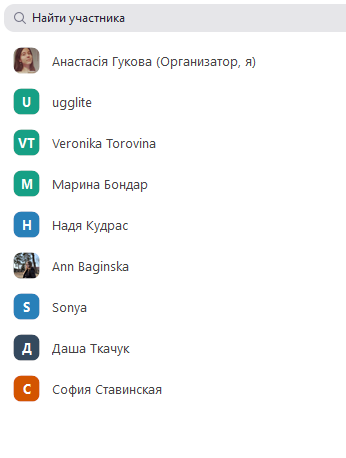 Найти участника
Анастасія Гукова (Организатор, я)
U ugglite
VT Veronika Torovina
М Марина Бондар
Н Надя Кудрас
Ann Baginska
S Sonya
Д Даша Ткачук
С София Ставинская